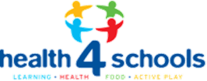 health 4 schools
LEARNING • HEALTH FOOD • ACTIVE PLAY